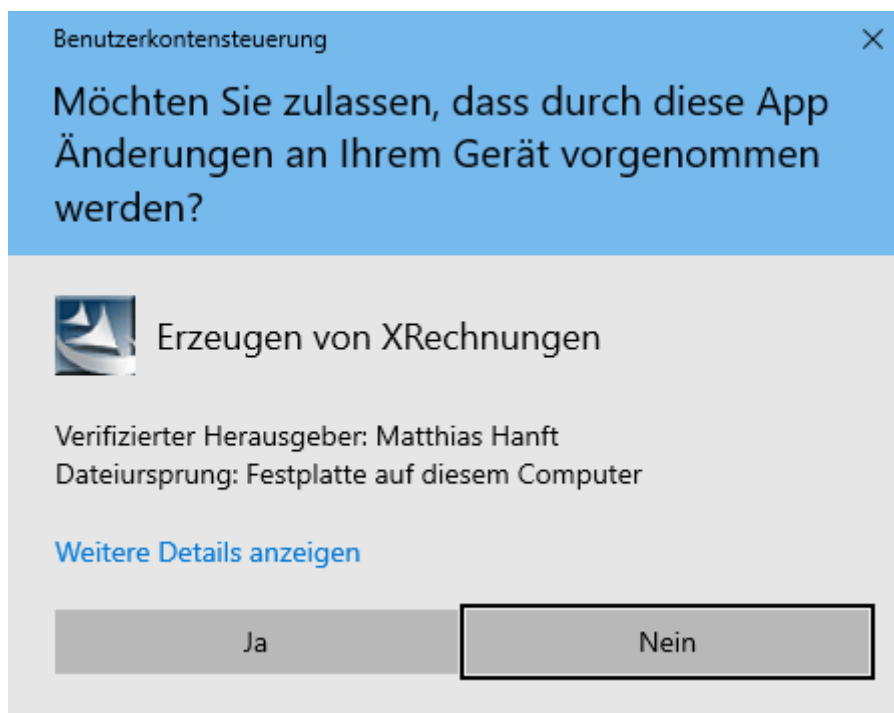 Benutzerkontensteuerung
Möchten Sie zulassen, dass durch diese App
Änderungen an Ihrem Gerät vorgenommen
werden?
Erzeugen von XRechnungen
Verifizierter Herausgeber: Matthias Hanft
Dateiursprung: Festplatte auf diesem Computer
Weitere Details anzeigen
Ja
Nein